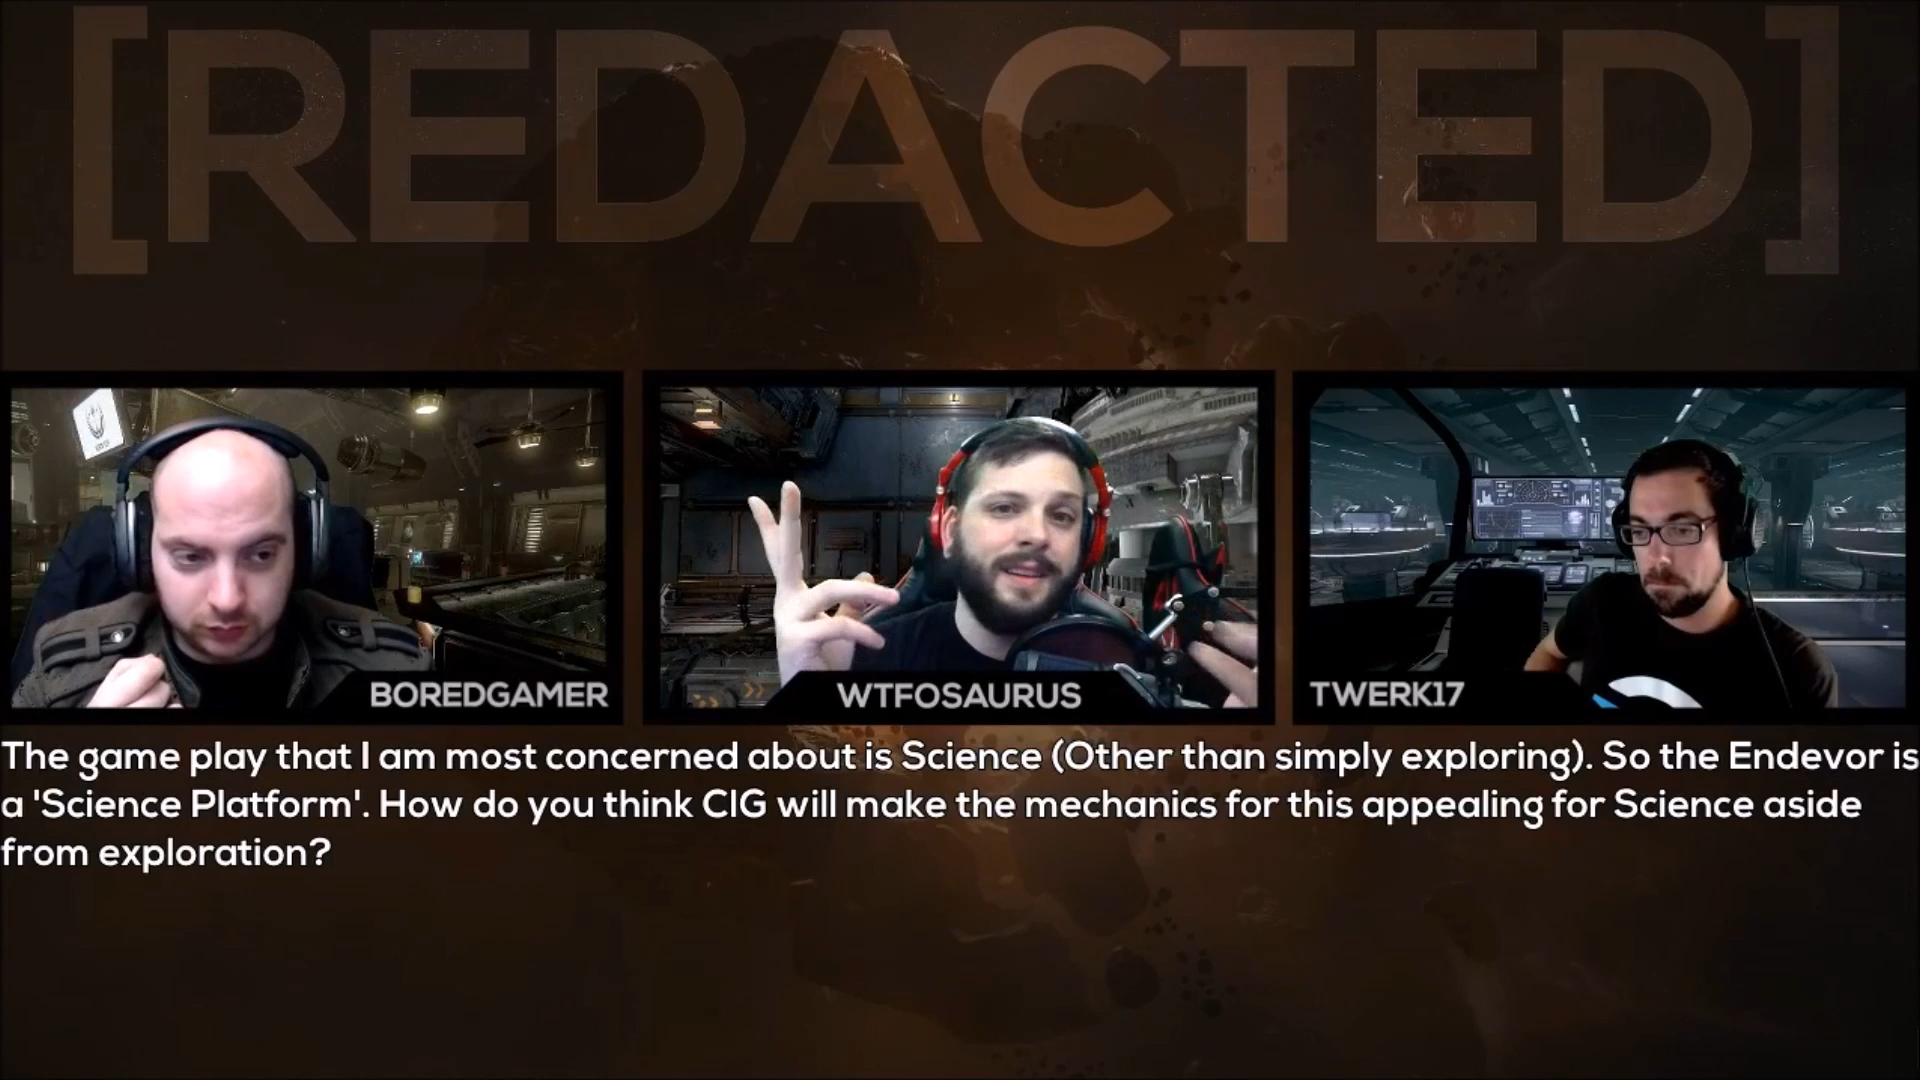 [REDACTED]
BOREDGAMER
WTFOSAURUS
TWERK17
The game play that I am most concerned about is Science (Other than simply exploring). So the Endevor is
a 'Science Platform'. How do you think CIG will make the mechanics for this appealing for Science aside
from exploration?